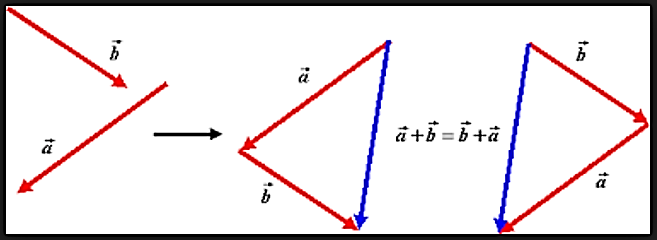 b⃗
a⃗
a⃗
b⃗
a⃗ + b⃗ = b⃗ + a⃗
b⃗
a⃗